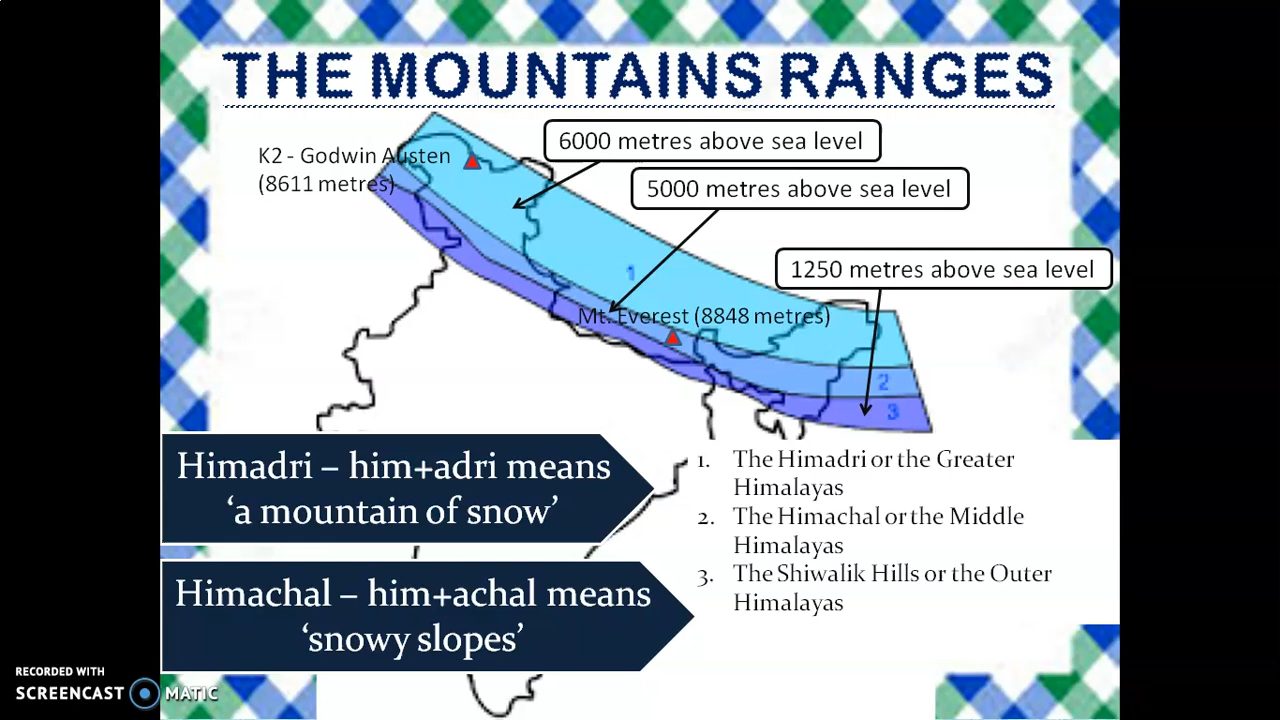 THE MOUNTAINS RANGES
6000 metres above sea level
K2 - Godwin Austen
(8611 metres)
5000 metres above sea level
1250 metres above sea level
1
Mt. Everest (8848 metres)
2
3
Himadri – him+adri means
‘a mountain of snow’
Himachal – him+achal means
‘snowy slopes’
1. The Himadri or the Greater
Himalayas
2. The Himachal or the Middle
Himalayas
3. The Shiwalik Hills or the Outer
Himalayas
RECORDED WITH
SCREENCAST MATIC